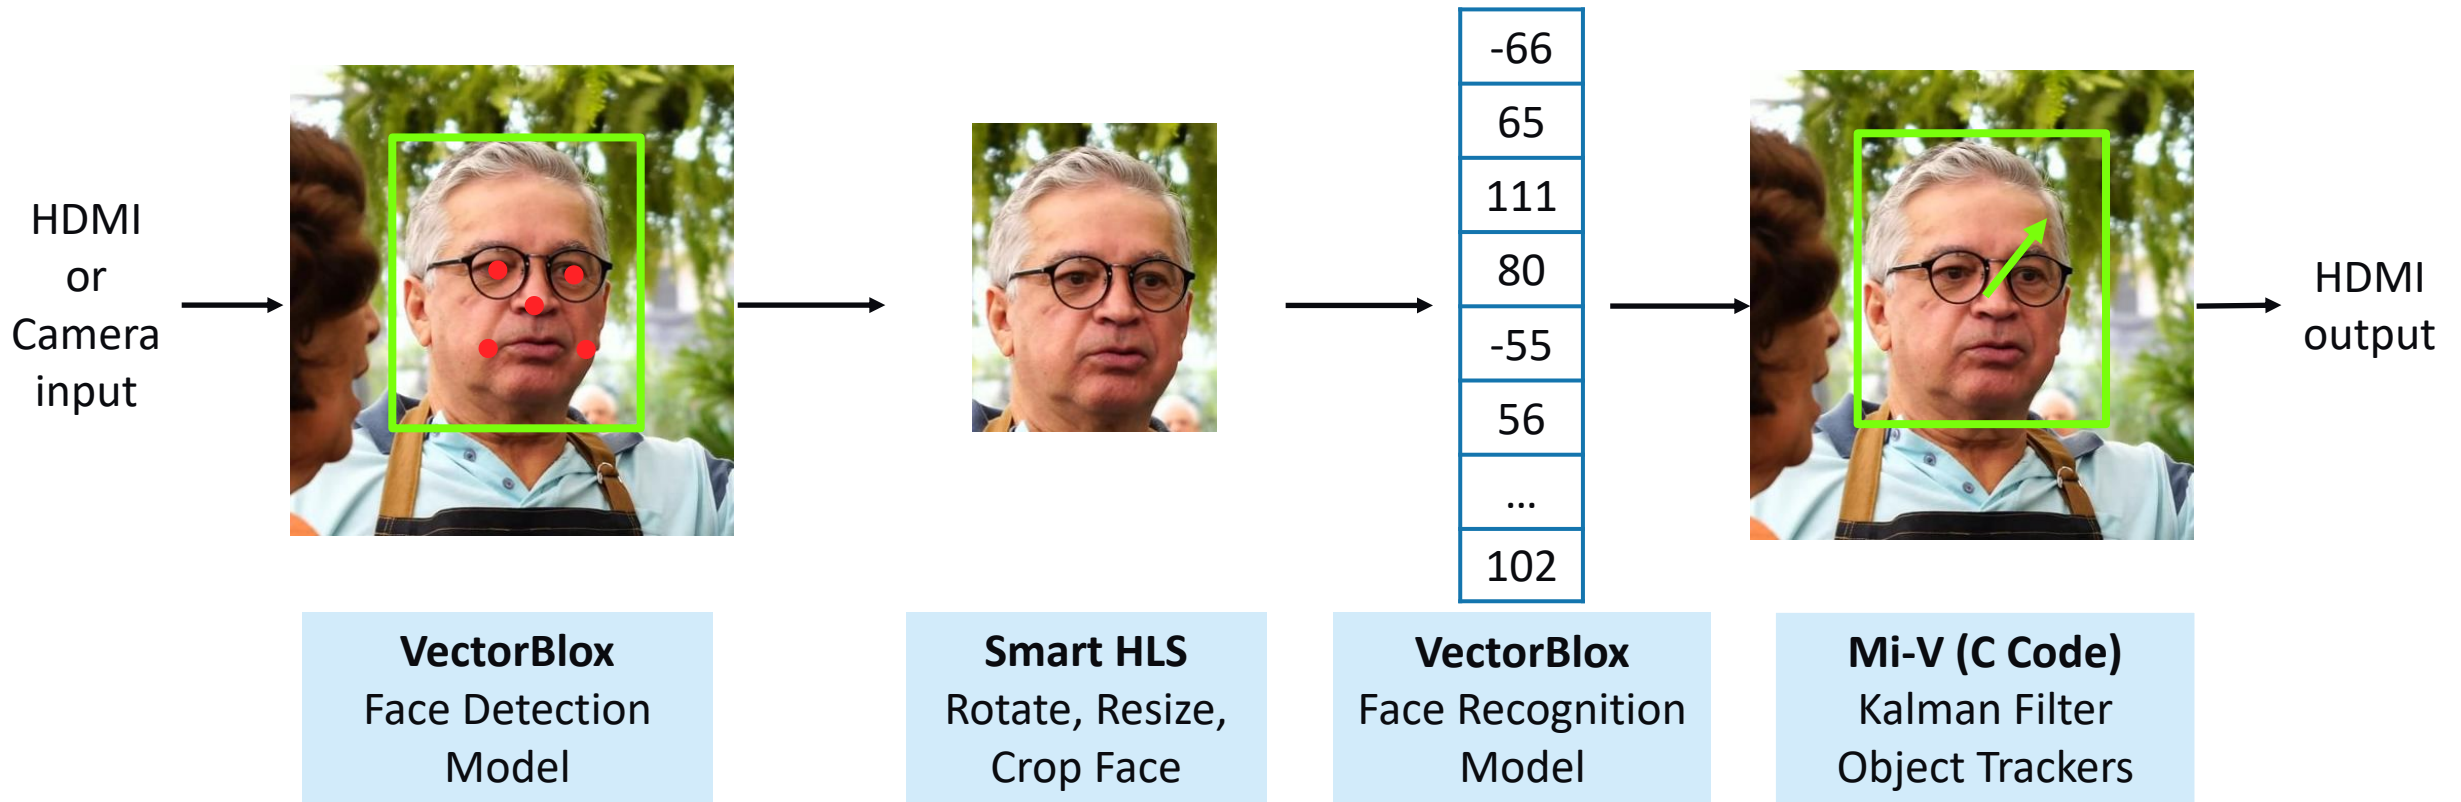 HDMI
or
Camera
input
-66
65
111
80
-55
56
...
102
HDMI
output
VectorBlox
Face Detection
Model
Smart HLS
Rotate, Resize,
Crop Face
VectorBlox
Face Recognition
Model
Mi-V (C Code)
Kalman Filter
Object Trackers